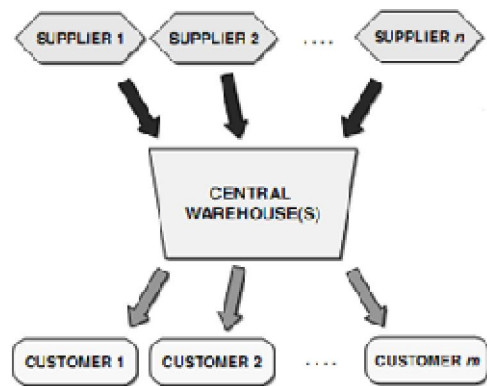 SUPPLIER 1 SUPPLIER 2 .... SUPPLIER n
CENTRAL
WAREHOUSE(S)
CUSTOMER 1 CUSTOMER 2 .... CUSTOMER m